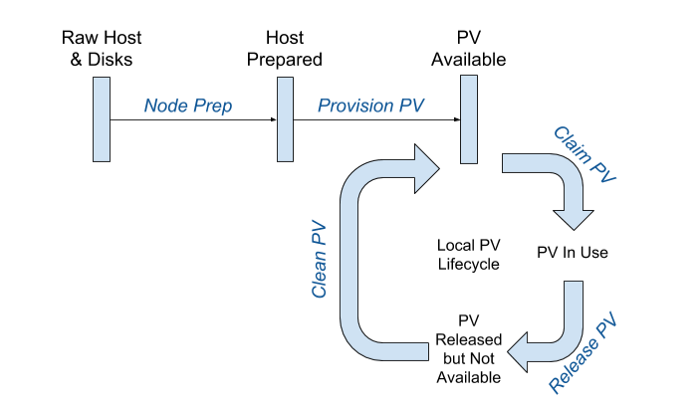 Raw Host
& Disks
Host
Prepared
PV
Available
Node Prep
Provision PV
Claim PV
Clean PV
Local PV
Lifecycle
PV In Use
PV
Released
but Not
Available
Release PV